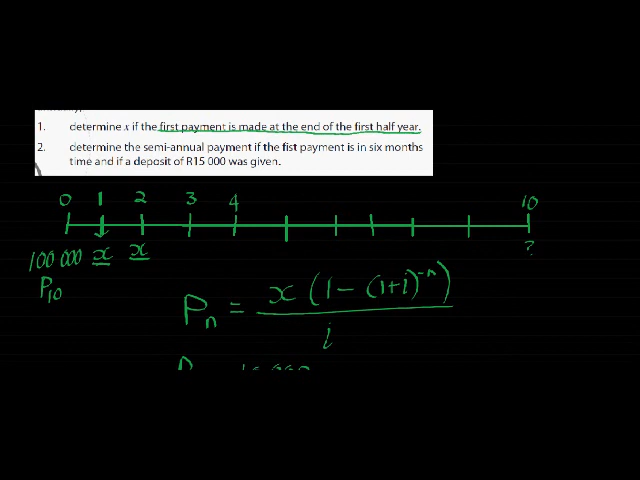 1. determine x if the first payment is made at the end of the first half year.
2. determine the semi-annual payment if the fist payment is in six months
time and if a deposit of R15 000 was given.
0 1 2 3 4 10
100 000 x x ?
P10
Pn = x (1 - (1+i)^-n)
i